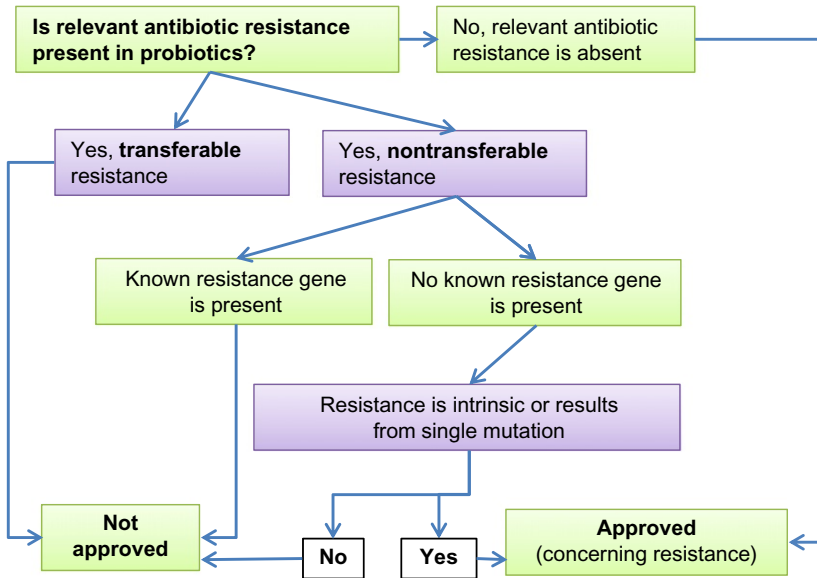 Is relevant antibiotic resistance
present in probiotics?
No, relevant antibiotic
resistance is absent
Yes, transferable
resistance
Yes, nontransferable
resistance
Known resistance gene
is present
No known resistance gene
is present
Resistance is intrinsic or results
from single mutation
Not
approved
No
Yes
Approved
(concerning resistance)